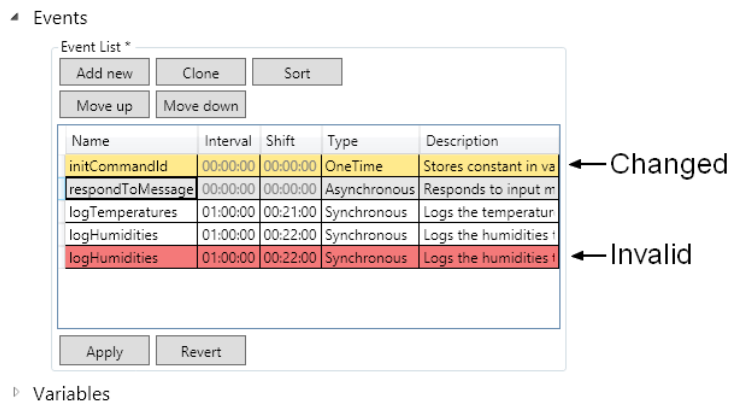 Events
Event List *
Add new Clone Sort
Move up Move down
Name Interval Shift Type Description
initCommandId 00:00:00 00:00:00 OneTime Stores constant in va
Changed
respondToMessage 00:00:00 00:00:00 Asynchronous Responds to input m
logTemperatures 01:00:00 00:21:00 Synchronous Logs the temperatur
logHumidities 01:00:00 00:22:00 Synchronous Logs the humidities
logHumidities 01:00:00 00:22:00 Synchronous Logs the humidities
Invalid
Apply Revert
Variables